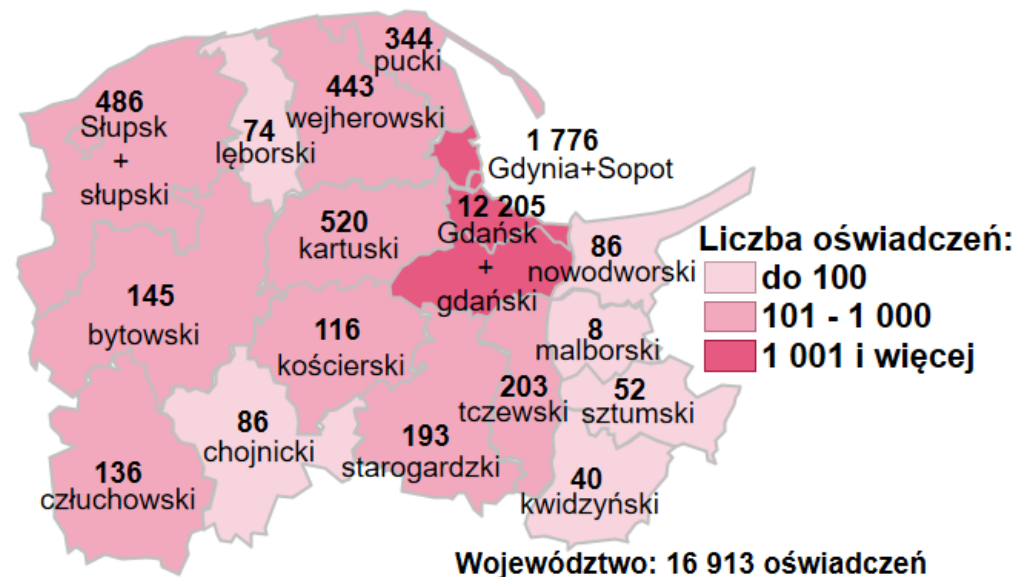 344
pucki
443
wejherowski
486
Słupsk
+
słupski
74
lęborski
1 776
Gdynia+Sopot
12 205
Gdańsk
+
gdański
520
kartuski
86
nowodworski
Liczba oświadczeń:
do 100
101 - 1 000
1 001 i więcej
145
bytowski
116
kościerski
8
malborski
203
tczewski
52
sztumski
86
chojnicki
193
starogardzki
136
człuchowski
40
kwidzyński
Województwo: 16 913 oświadczeń